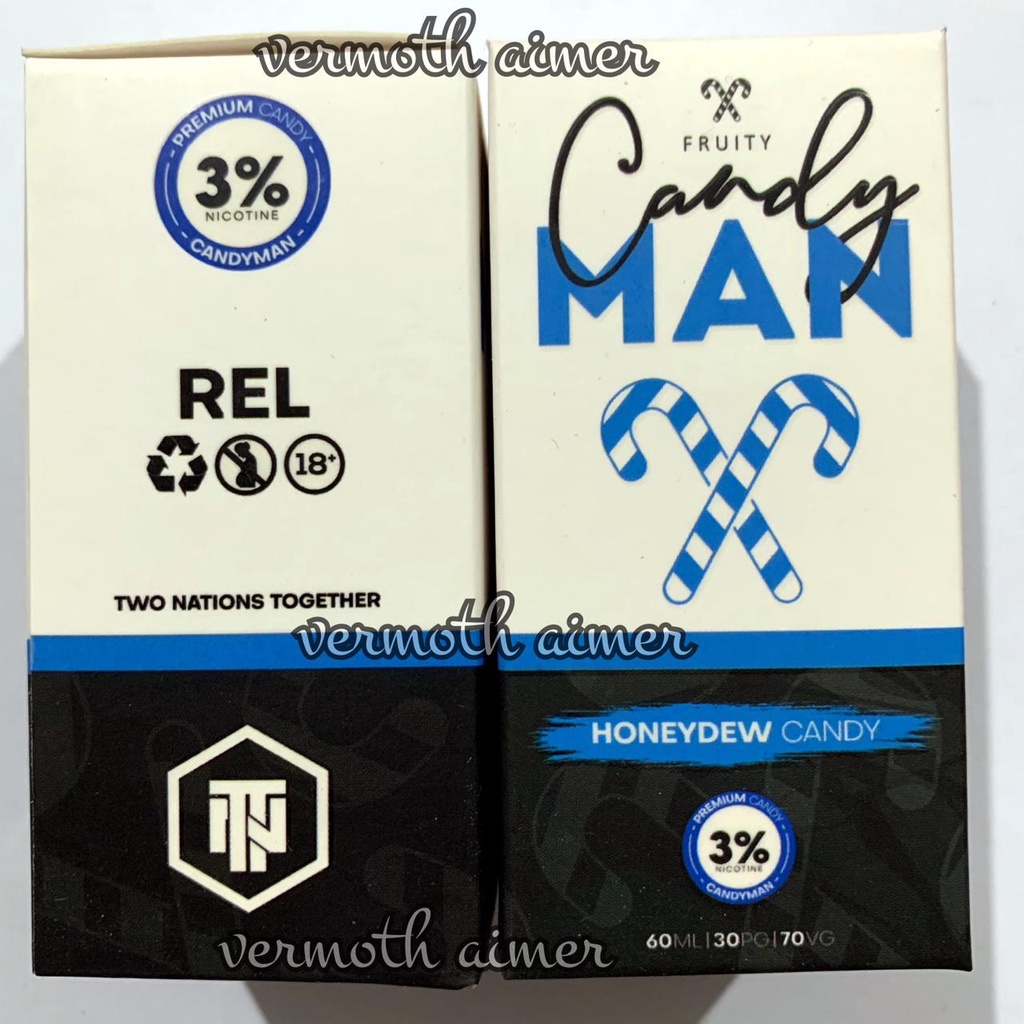 vermoth aimer
PREMIUM CANDY
3%
NICOTINE
CANDYMAN
REL
18+
TWO NATIONS TOGETHER
vermoth aimer
TN
FRUITY
Candy
MAN
HONEYDEW CANDY
PREMIUM CANDY
3%
NICOTINE
CANDYMAN
60ML|30PG|70VG
vermoth aimer